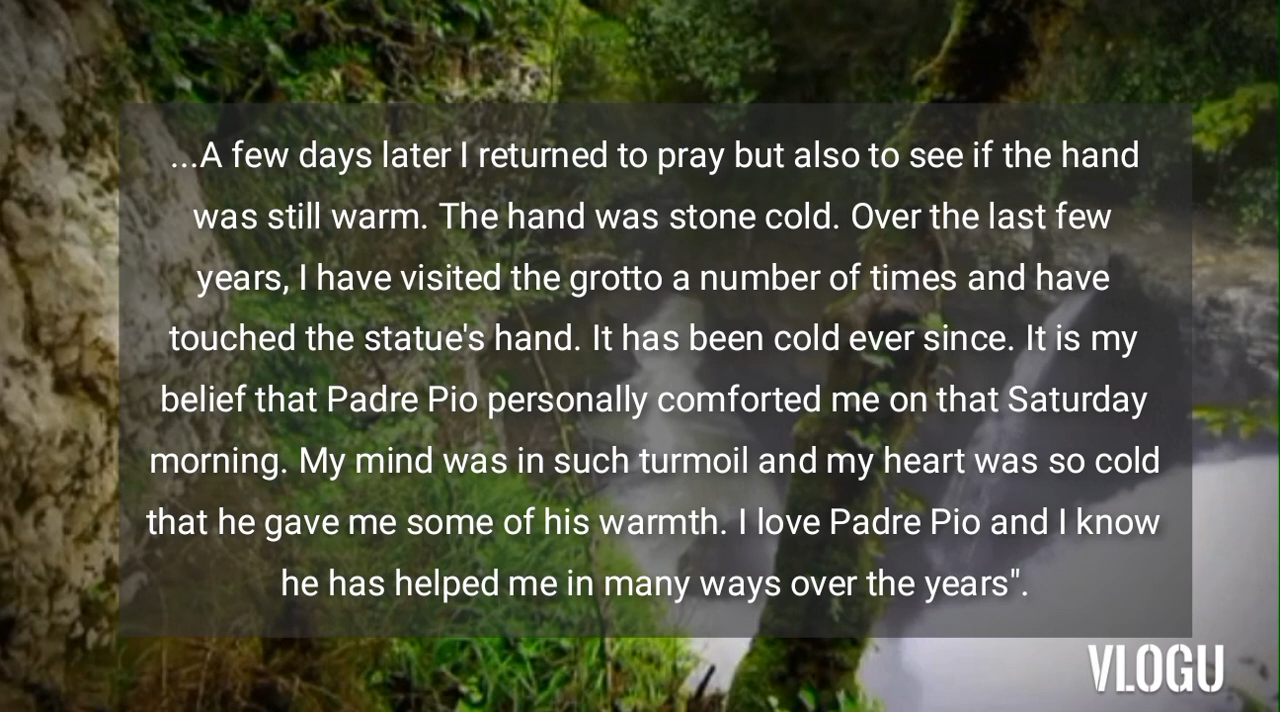 ...A few days later I returned to pray but also to see if the hand
was still warm. The hand was stone cold. Over the last few
years, I have visited the grotto a number of times and have
touched the statue's hand. It has been cold ever since. It is my
belief that Padre Pio personally comforted me on that Saturday
morning. My mind was in such turmoil and my heart was so cold
that he gave me some of his warmth. I love Padre Pio and I know
he has helped me in many ways over the years".
VLOGU